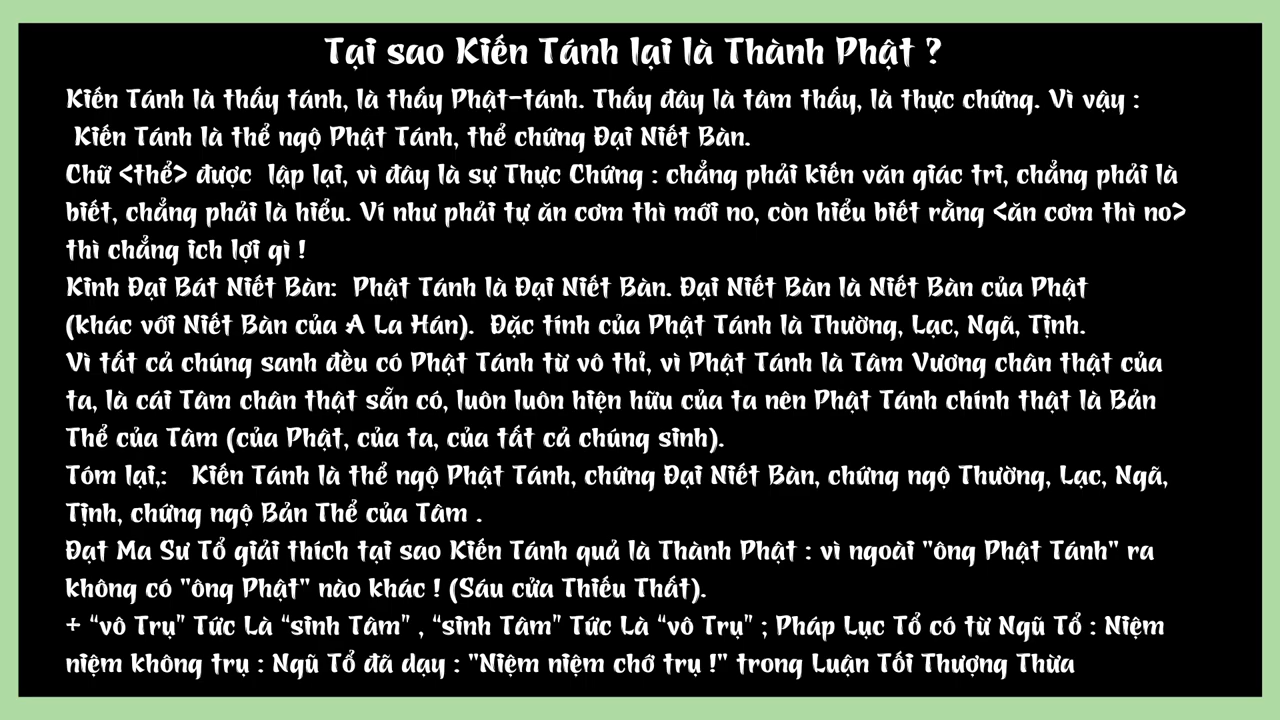 Tại sao Kiến Tánh lại là Thành Phật ?
Kiến Tánh là thấy tánh, là thấy Phật-tánh. Thấy đây là tâm thấy, là thực chứng. Vì vậy :
Kiến Tánh là thể ngộ Phật Tánh, thể chứng Đại Niết Bàn.
Chữ <thể> được lập lại, vì đây là sự Thực Chứng : chẳng phải kiến văn giác tri, chẳng phải là
biết, chẳng phải là hiểu. Ví như phải tự ăn cơm thì mới no, còn hiểu biết rằng <ăn cơm thì no>
thì chẳng ích lợi gì !
Kinh Đại Bát Niết Bàn: Phật Tánh là Đại Niết Bàn. Đại Niết Bàn là Niết Bàn của Phật
(khác với Niết Bàn của A La Hán). Đặc tính của Phật Tánh là Thường, Lạc, Ngã, Tịnh.
Vì tất cả chúng sanh đều có Phật Tánh từ vô thỉ, vì Phật Tánh là Tâm Vương chân thật của
ta, là cái Tâm chân thật sẵn có, luôn luôn hiện hữu của ta nên Phật Tánh chính thật là Bản
Thể của Tâm (của Phật, của ta, của tất cả chúng sinh).
Tóm lại,: Kiến Tánh là thể ngộ Phật Tánh, chứng Đại Niết Bàn, chứng ngộ Thường, Lạc, Ngã,
Tịnh, chứng ngộ Bản Thể của Tâm .
Đạt Ma Sư Tổ giải thích tại sao Kiến Tánh quả là Thành Phật : vì ngoài "ông Phật Tánh" ra
không có "ông Phật" nào khác ! (Sáu cửa Thiếu Thất).
+ “vô Trụ” Tức Là “sinh Tâm” , “sinh Tâm” Tức Là “vô Trụ” ; Pháp Lục Tổ có từ Ngũ Tổ : Niệm
niệm không trụ : Ngũ Tổ đã dạy : "Niệm niệm chớ trụ !" trong Luận Tối Thượng Thừa